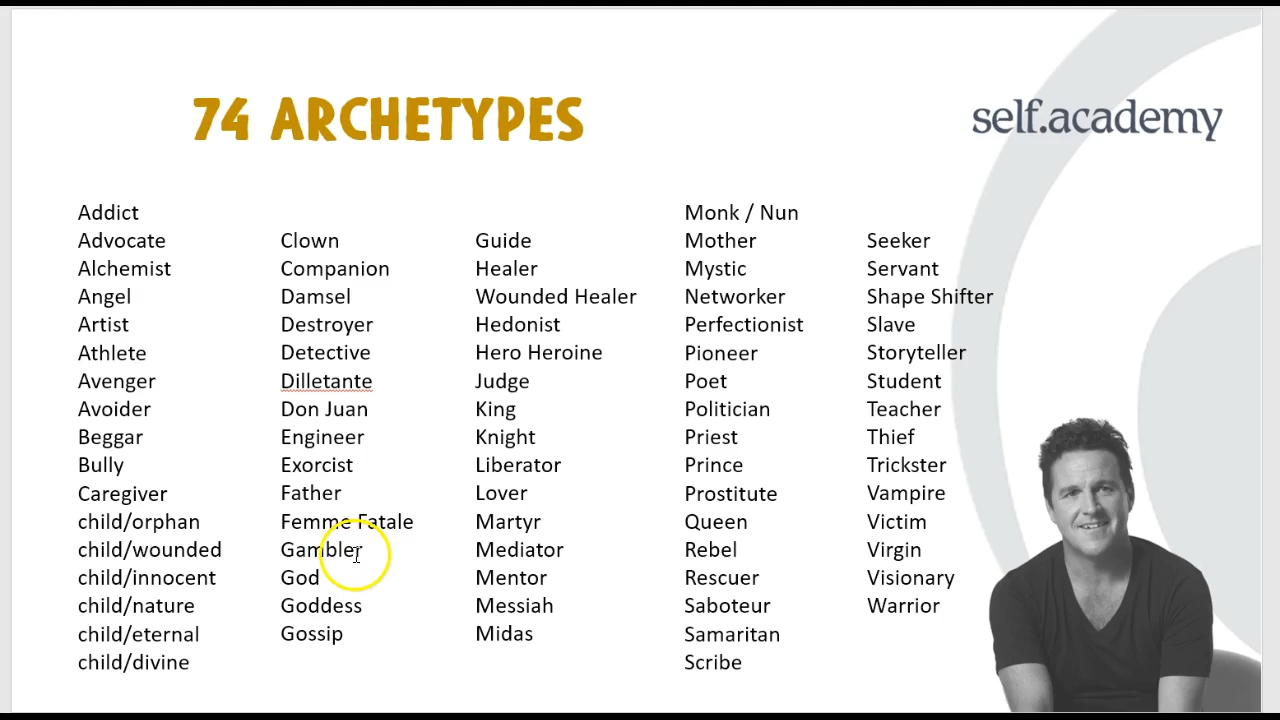 74 ARCHETYPES
self.academy
Addict
Advocate
Alchemist
Angel
Artist
Athlete
Avenger
Avoider
Beggar
Bully
Caregiver
child/orphan
child/wounded
child/innocent
child/nature
child/eternal
child/divine
Clown
Companion
Damsel
Destroyer
Detective
Dilletante
Don Juan
Engineer
Exorcist
Father
Femme Fatale
Gambler
God
Goddess
Gossip
Guide
Healer
Wounded Healer
Hedonist
Hero Heroine
Judge
King
Knight
Liberator
Lover
Martyr
Mediator
Mentor
Messiah
Midas
Monk / Nun
Mother
Mystic
Networker
Perfectionist
Pioneer
Poet
Politician
Priest
Prince
Prostitute
Queen
Rebel
Rescuer
Saboteur
Samaritan
Scribe
Seeker
Servant
Shape Shifter
Slave
Storyteller
Student
Teacher
Thief
Trickster
Vampire
Victim
Virgin
Visionary
Warrior